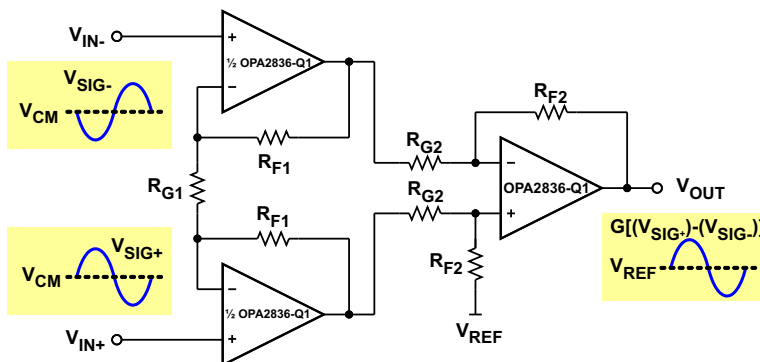 VIN-
+
½ OPA2836-Q1
−
VSIG-
VCM
RF1
RG1
RF1
VSIG+
VCM
−
½ OPA2836-Q1
+
VIN+
RG2
RG2
RF2
−
OPA2836-Q1
+
RF2
VREF
VOUT
G[(VSIG+)-(VSIG-)]
VREF